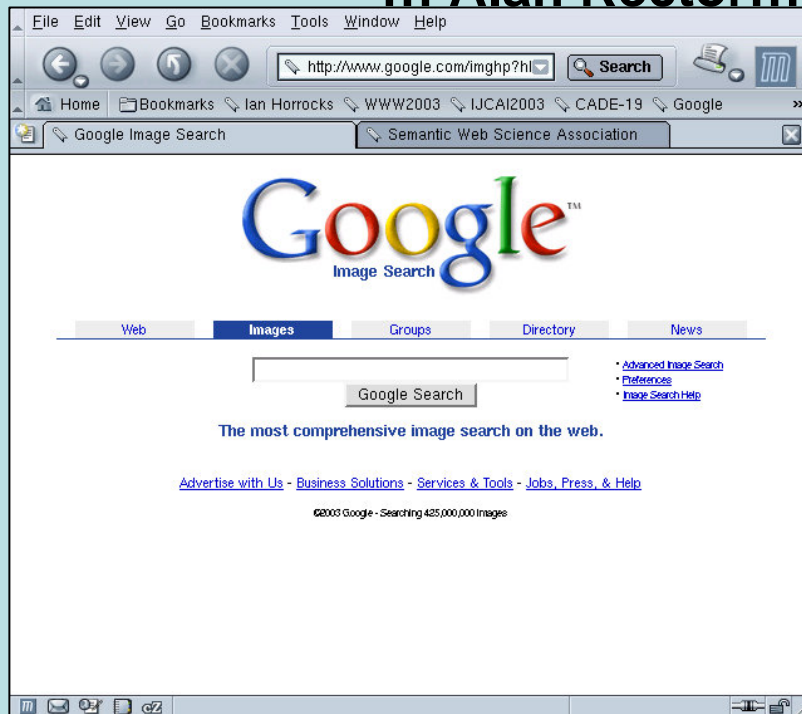 File Edit View Go Bookmarks Tools Window Help
http://www.google.com/imghp?hl Search
Home Bookmarks Ian Horrocks WWW2003 IJCAI2003 CADE-19 Google »
Google Image Search Semantic Web Science Association
Google™
Image Search
Web Images Groups Directory News
• Advanced Image Search
• Preferences
• Image Search Help
Google Search
The most comprehensive image search on the web.
Advertise with Us - Business Solutions - Services & Tools - Jobs, Press, & Help
©2003 Google - Searching 425,000,000 images